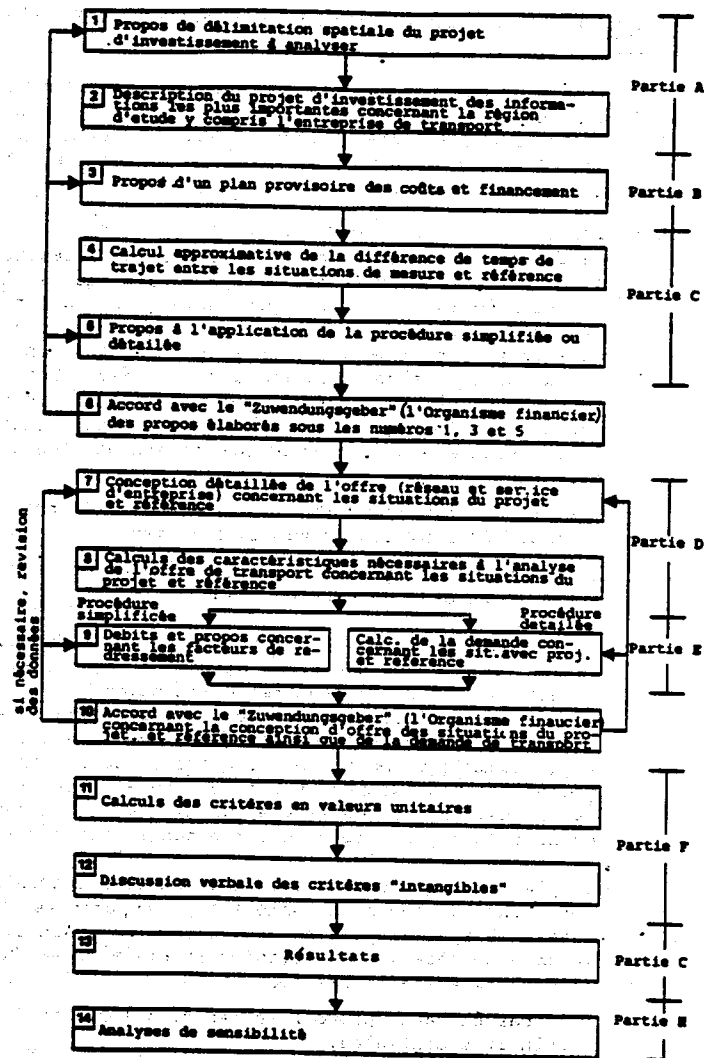 1 Propos de délimitation spatiale du projet
d'investissement à analyser
Partie A
2 Description du projet d'investissement des informa-
tions les plus importantes concernant la région
d'etude y compris l'entreprise de transport
3 Propos d'un plan provisoire des coûts et financement
Partie B
4 Calcul approximative de la différence de temps de
trajet entre les situations de mesure et référence
Partie C
5 Propos à l'application de la procédure simplifiée ou
détailée
6 Accord avec le "Zuwendungsgeber" (l'Organisme financier)
des propos élaborés sous les numéros 1, 3 et 5
7 Conception détaillée de l'offre (réseau et service
d'entreprise) concernant les situations du projet
et référence
Partie D
8 Calculs des caractéristiques nécessaires à l'analyse
de l'offre de transport concernant les situations du
projet et référence
Procédure
simplificée
Procédure
detailée
9 Debits et propos concer-
nant les facteurs de re-
dressement
Calc. de la demande con-
cernant les sit.avec proj.
et reference
Partie E
si nécessaire, revision
des données
10 Accord avec le "Zuwendungsgeber" (l'Organisme finaucier)
concernant la conception d'offre des situations du pro-
jet. et référence ainsi que de la demande de transport
11 Calculs des critéres en valeurs unitaires
Partie F
12 Discussion verbale des critéres "intangibles"
13 Résultats
Partie C
14 Analyses de sensibilité
Partie H